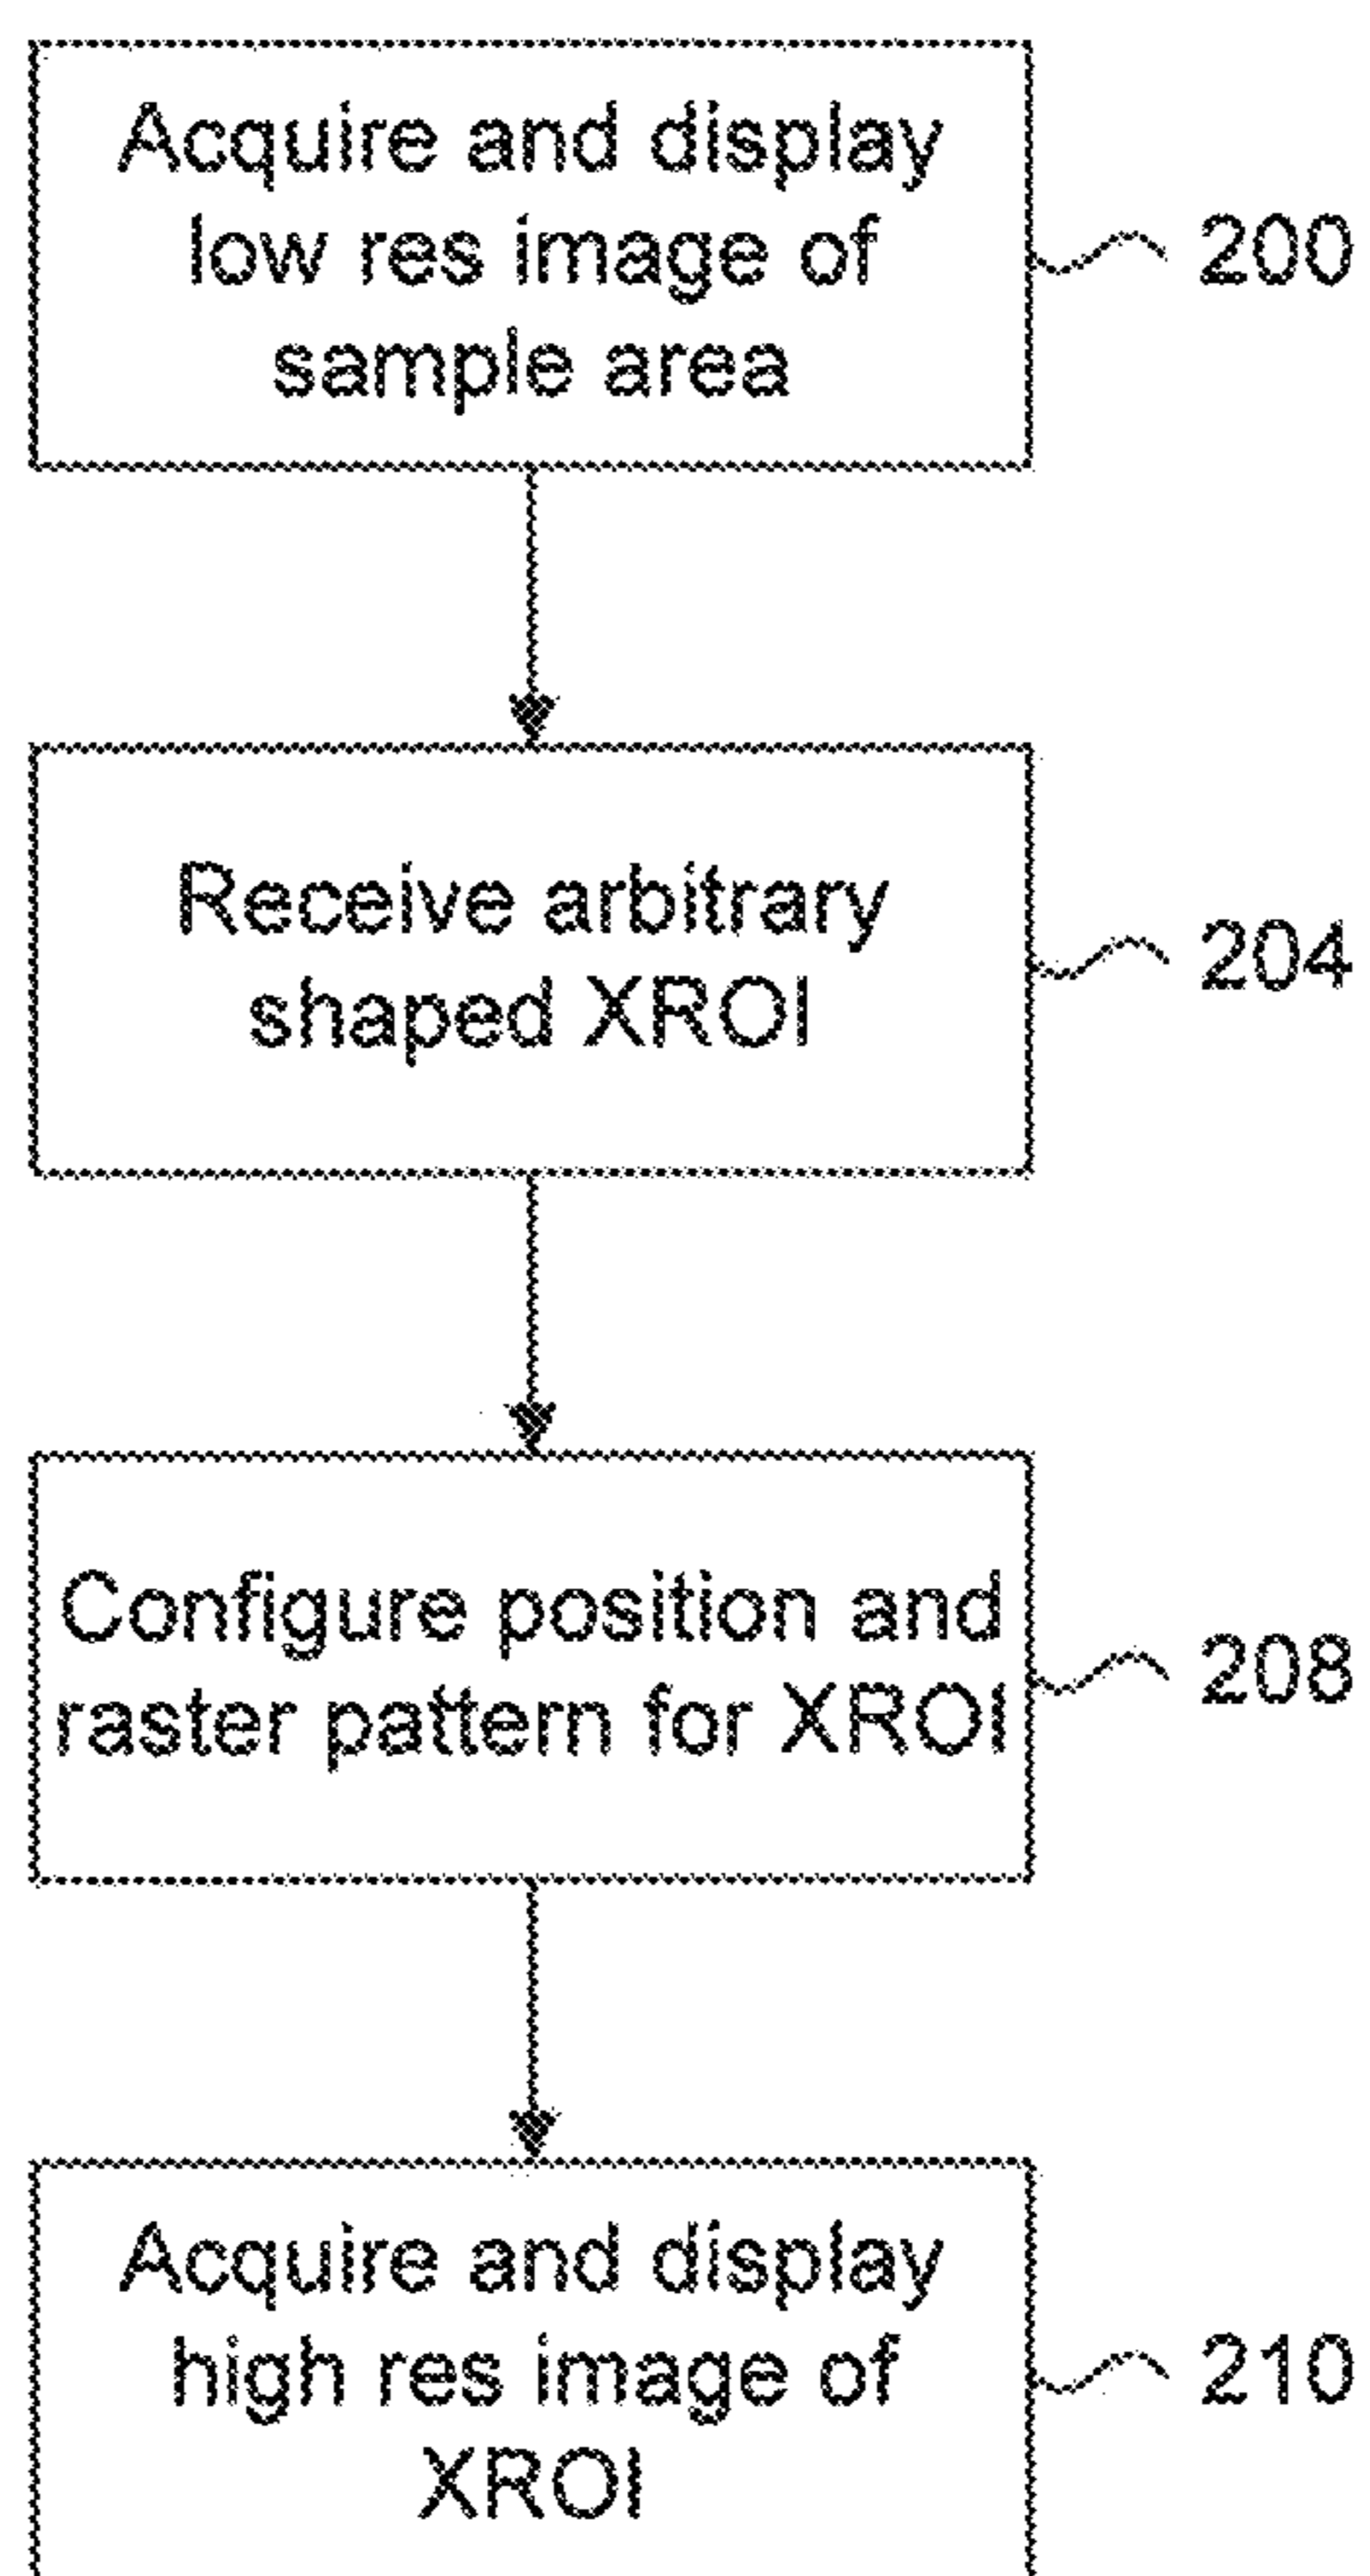 Acquire and display
low res image of
sample area
200
Receive arbitrary
shaped XROI
204
Configure position and
raster pattern for XROI
208
Acquire and display
high res image of
XROI
210